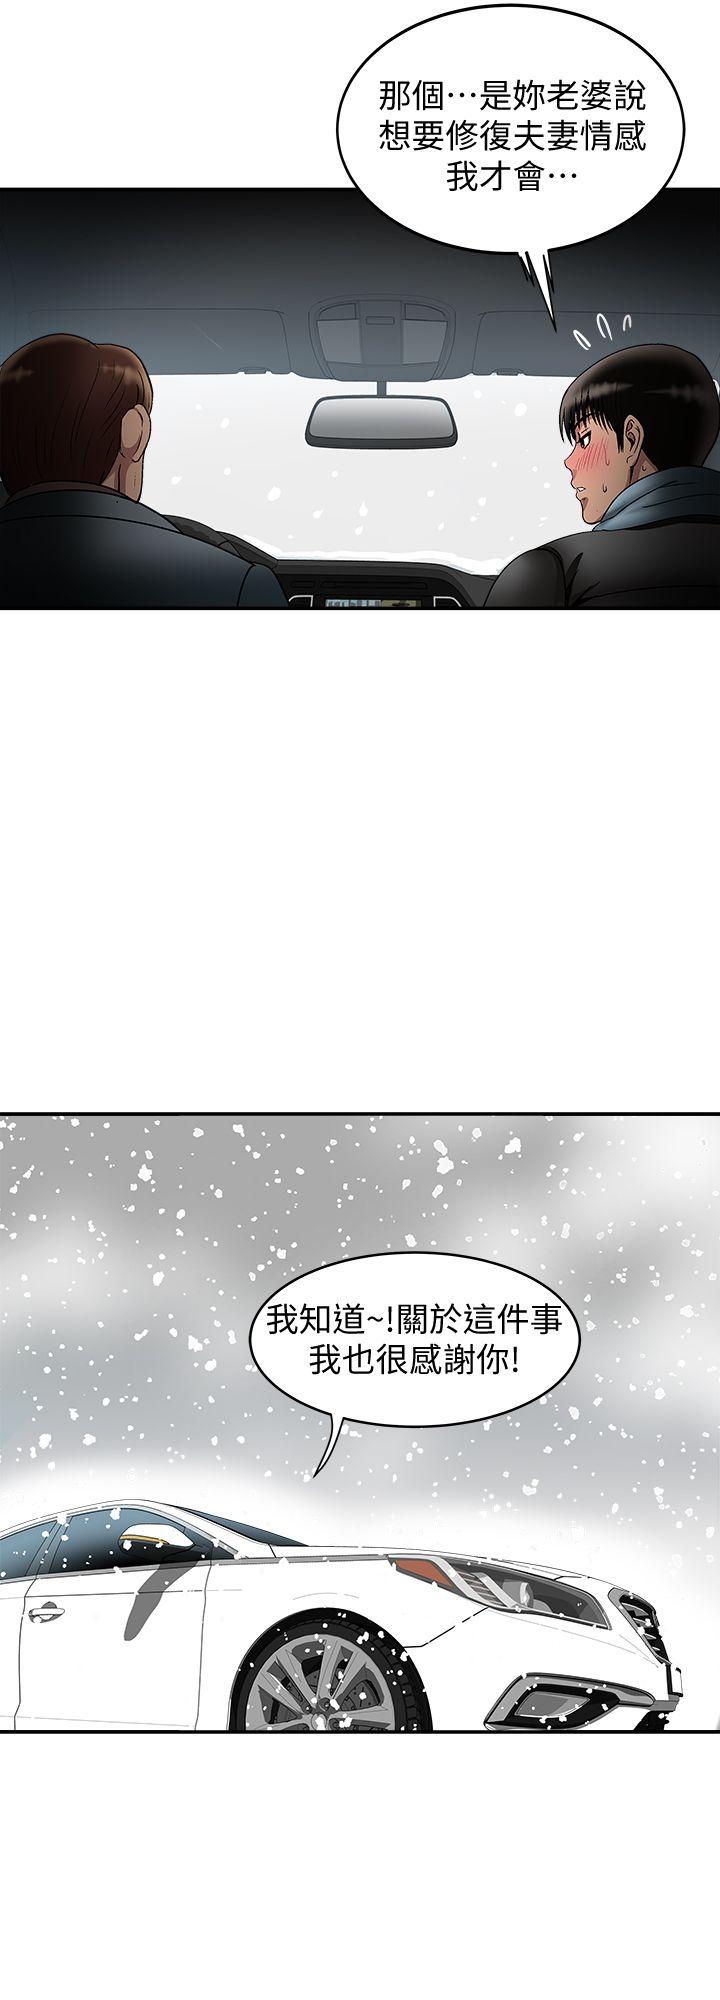 那個⋯是妳老婆說
想要修復夫妻情感
我才會⋯
我知道~!關於這件事
我也很感謝你!